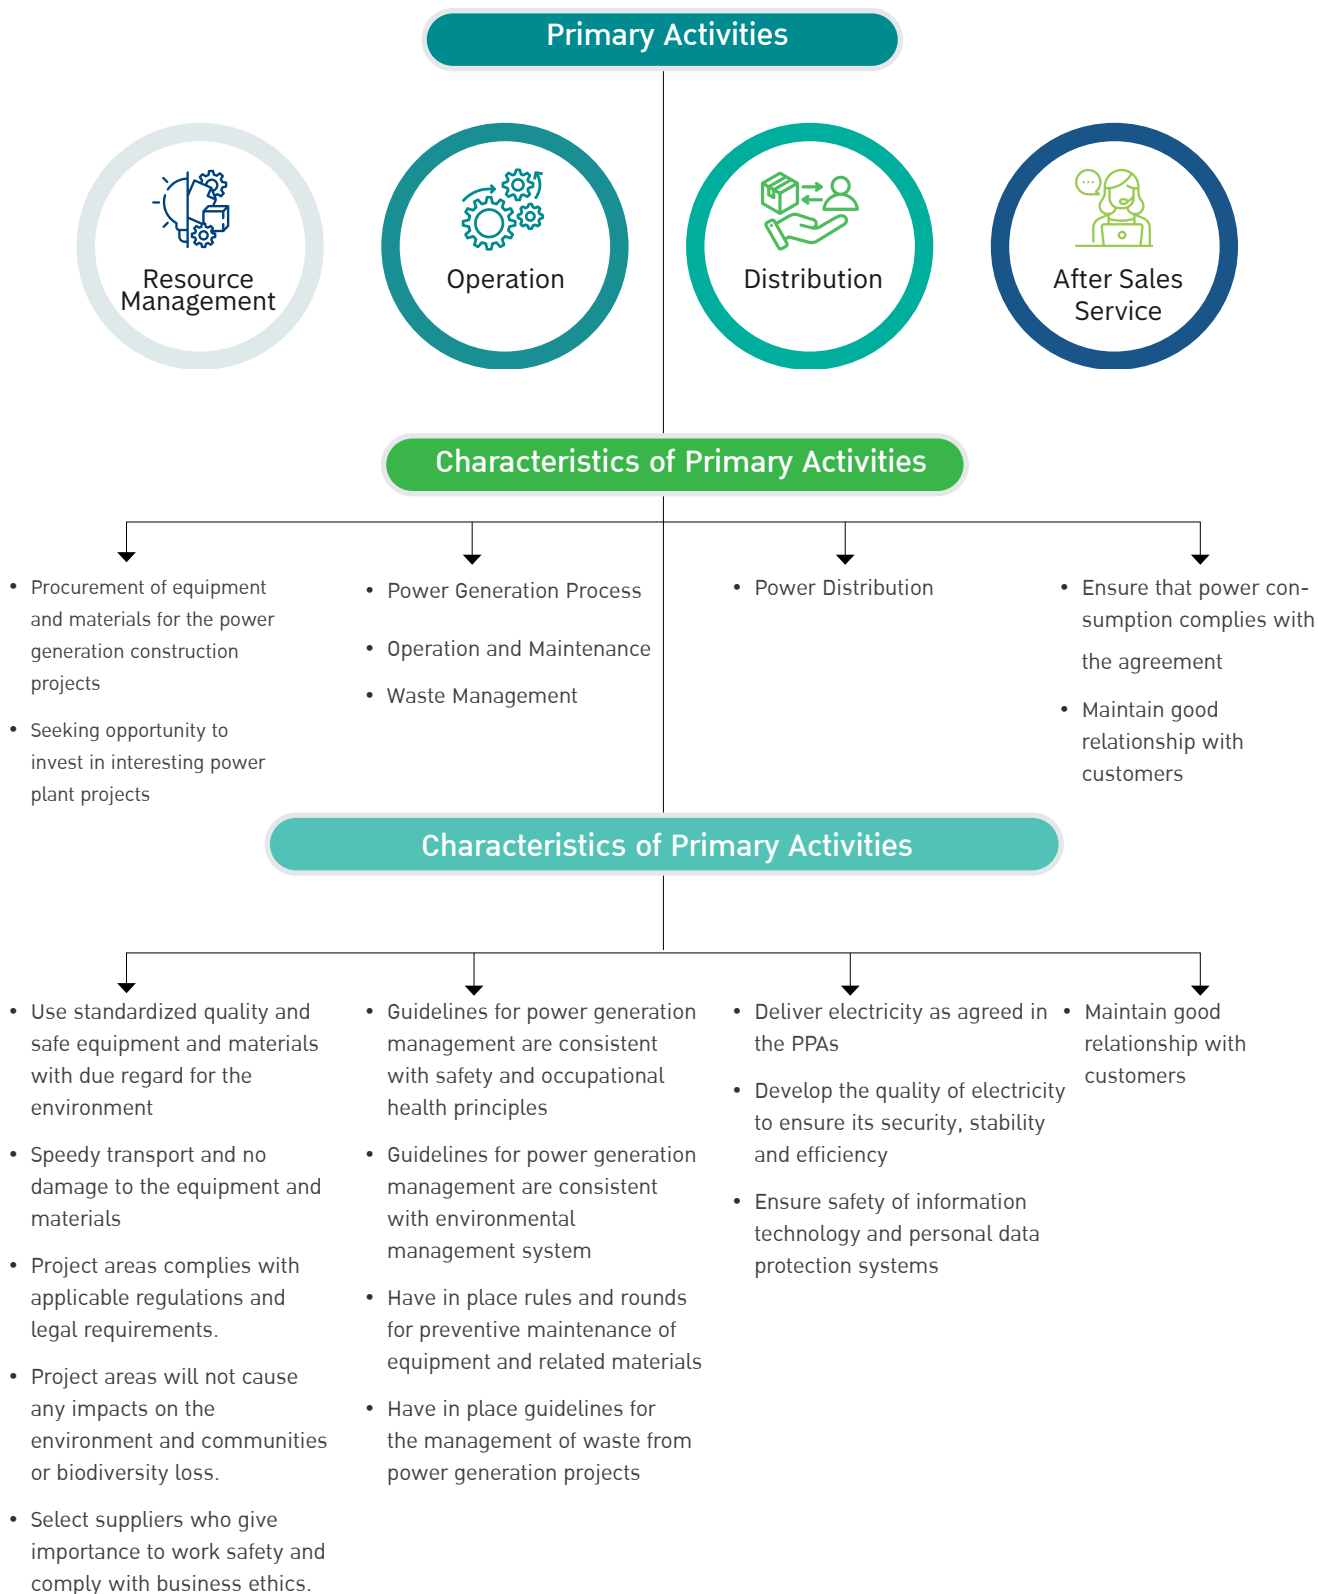 Primary Activities
Resource
Management
Operation
Distribution
After Sales
Service
Characteristics of Primary Activities
• Procurement of equipment
and materials for the power
generation construction
projects
• Seeking opportunity to
invest in interesting power
plant projects
• Power Generation Process
• Operation and Maintenance
• Waste Management
• Power Distribution
• Ensure that power con-
sumption complies with
the agreement
• Maintain good
relationship with
customers
Characteristics of Primary Activities
• Use standardized quality and
safe equipment and materials
with due regard for the
environment
• Speedy transport and no
damage to the equipment and
materials
• Project areas complies with
applicable regulations and
legal requirements.
• Project areas will not cause
any impacts on the
environment and communities
or biodiversity loss.
• Select suppliers who give
importance to work safety and
comply with business ethics.
• Guidelines for power generation
management are consistent
with safety and occupational
health principles
• Guidelines for power generation
management are consistent
with environmental
management system
• Have in place rules and rounds
for preventive maintenance of
equipment and related materials
• Have in place guidelines for
the management of waste from
power generation projects
• Deliver electricity as agreed in
the PPAs
• Develop the quality of electricity
to ensure its security, stability
and efficiency
• Ensure safety of information
technology and personal data
protection systems
• Maintain good
relationship with
customers